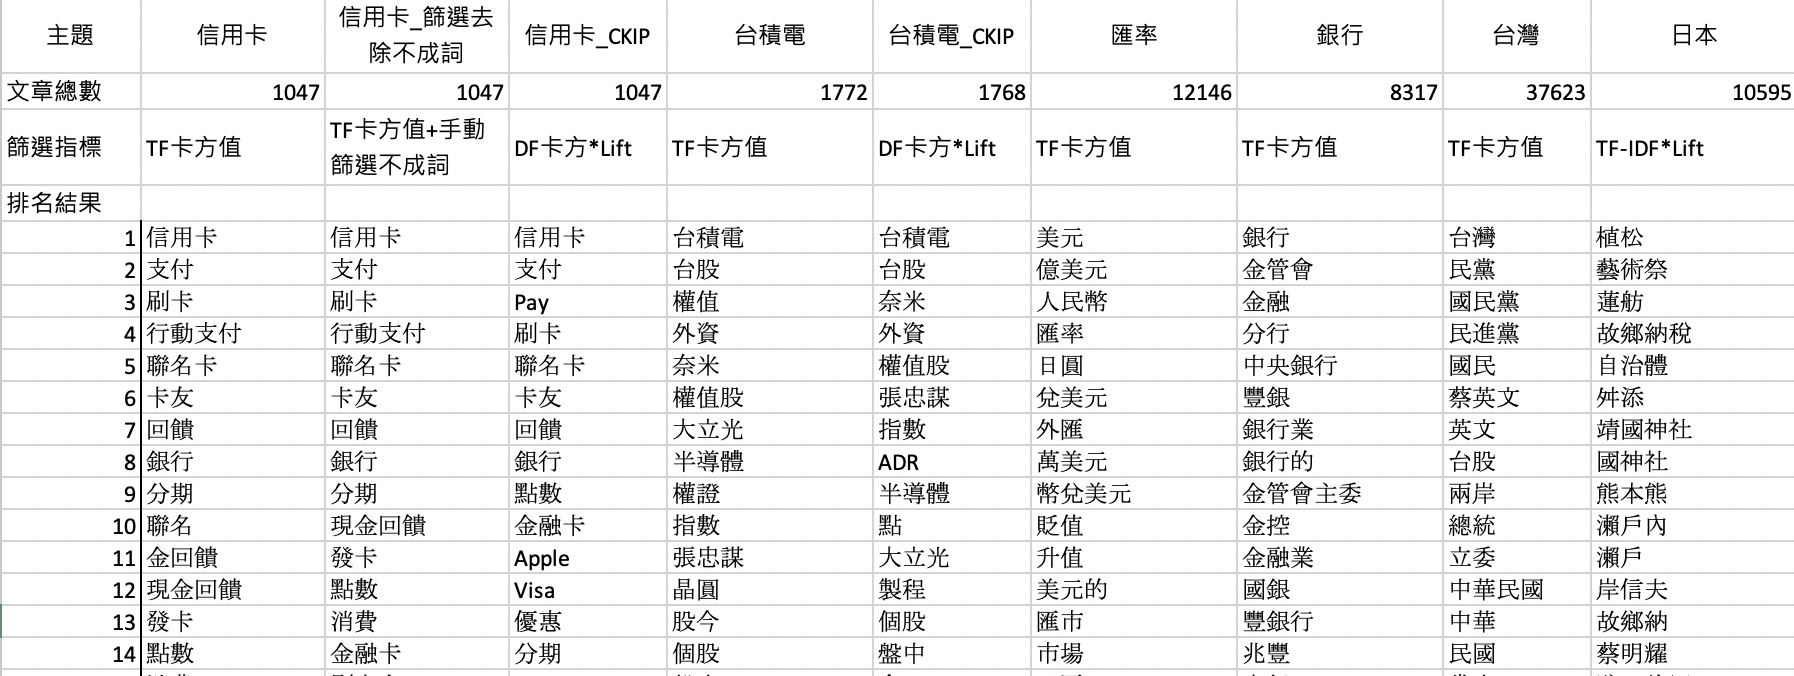 主題 信用卡 信用卡_篩選去除不成詞 信用卡_CKIP 台積電 台積電_CKIP 匯率 銀行 台灣 日本
文章總數 1047 1047 1047 1772 1768 12146 8317 37623 10595
篩選指標 TF卡方值 TF卡方值+手動篩選不成詞 DF卡方*Lift TF卡方值 DF卡方*Lift TF卡方值 TF卡方值 TF卡方值 TF-IDF*Lift
排名結果
1 信用卡 信用卡 信用卡 台積電 台積電 美元 銀行 台灣 植松
2 支付 支付 支付 台股 台股 億美元 金管會 民黨 藝術祭
3 刷卡 刷卡 Pay 權值 奈米 人民幣 金融 國民黨 蓮舫
4 行動支付 行動支付 刷卡 外資 外資 匯率 分行 民進黨 故鄉納稅
5 聯名卡 聯名卡 聯名卡 奈米 權值股 日圓 中央銀行 國民 自治體
6 卡友 卡友 卡友 權值股 張忠謀 兌美元 豐銀 蔡英文 舛添
7 回饋 回饋 回饋 大立光 指數 外匯 銀行業 英文 靖國神社
8 銀行 銀行 銀行 半導體 ADR 萬美元 銀行的 台股 國神社
9 分期 分期 點數 權證 半導體 幣兌美元 金管會主委 兩岸 熊本熊
10 聯名 現金回饋 金融卡 指數 點 貶值 金控 總統 瀨戶內
11 金回饋 發卡 Apple 張忠謀 大立光 升值 金融業 立委 瀨戶
12 現金回饋 點數 Visa 晶圓 製程 美元的 國銀 中華民國 岸信夫
13 發卡 消費 優惠 股今 個股 匯市 豐銀行 中華 故鄉納
14 點數 金融卡 分期 個股 盤中 市場 兆豐 民國 蔡明耀